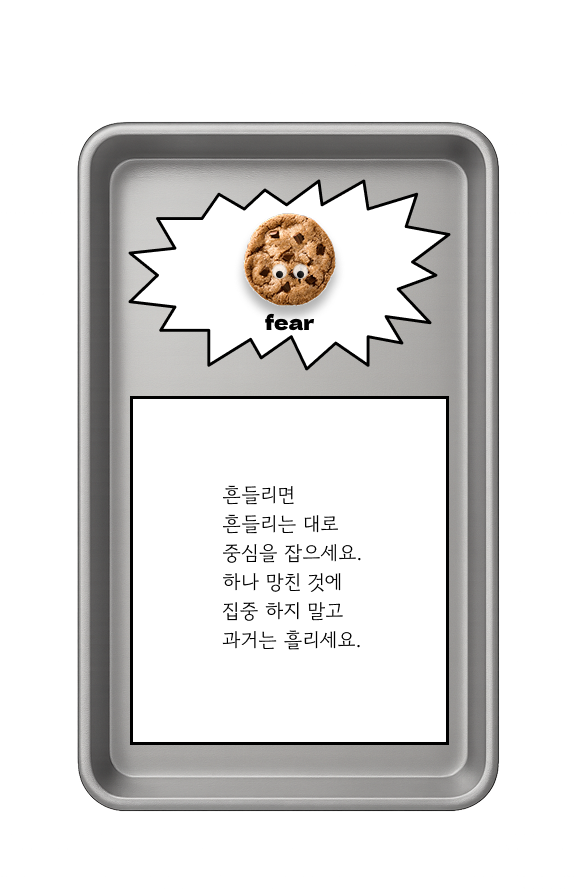 fear
흔들리면
흔들리는 대로
중심을 잡으세요.
하나 망친 것에
집중 하지 말고
과거는 흘리세요.